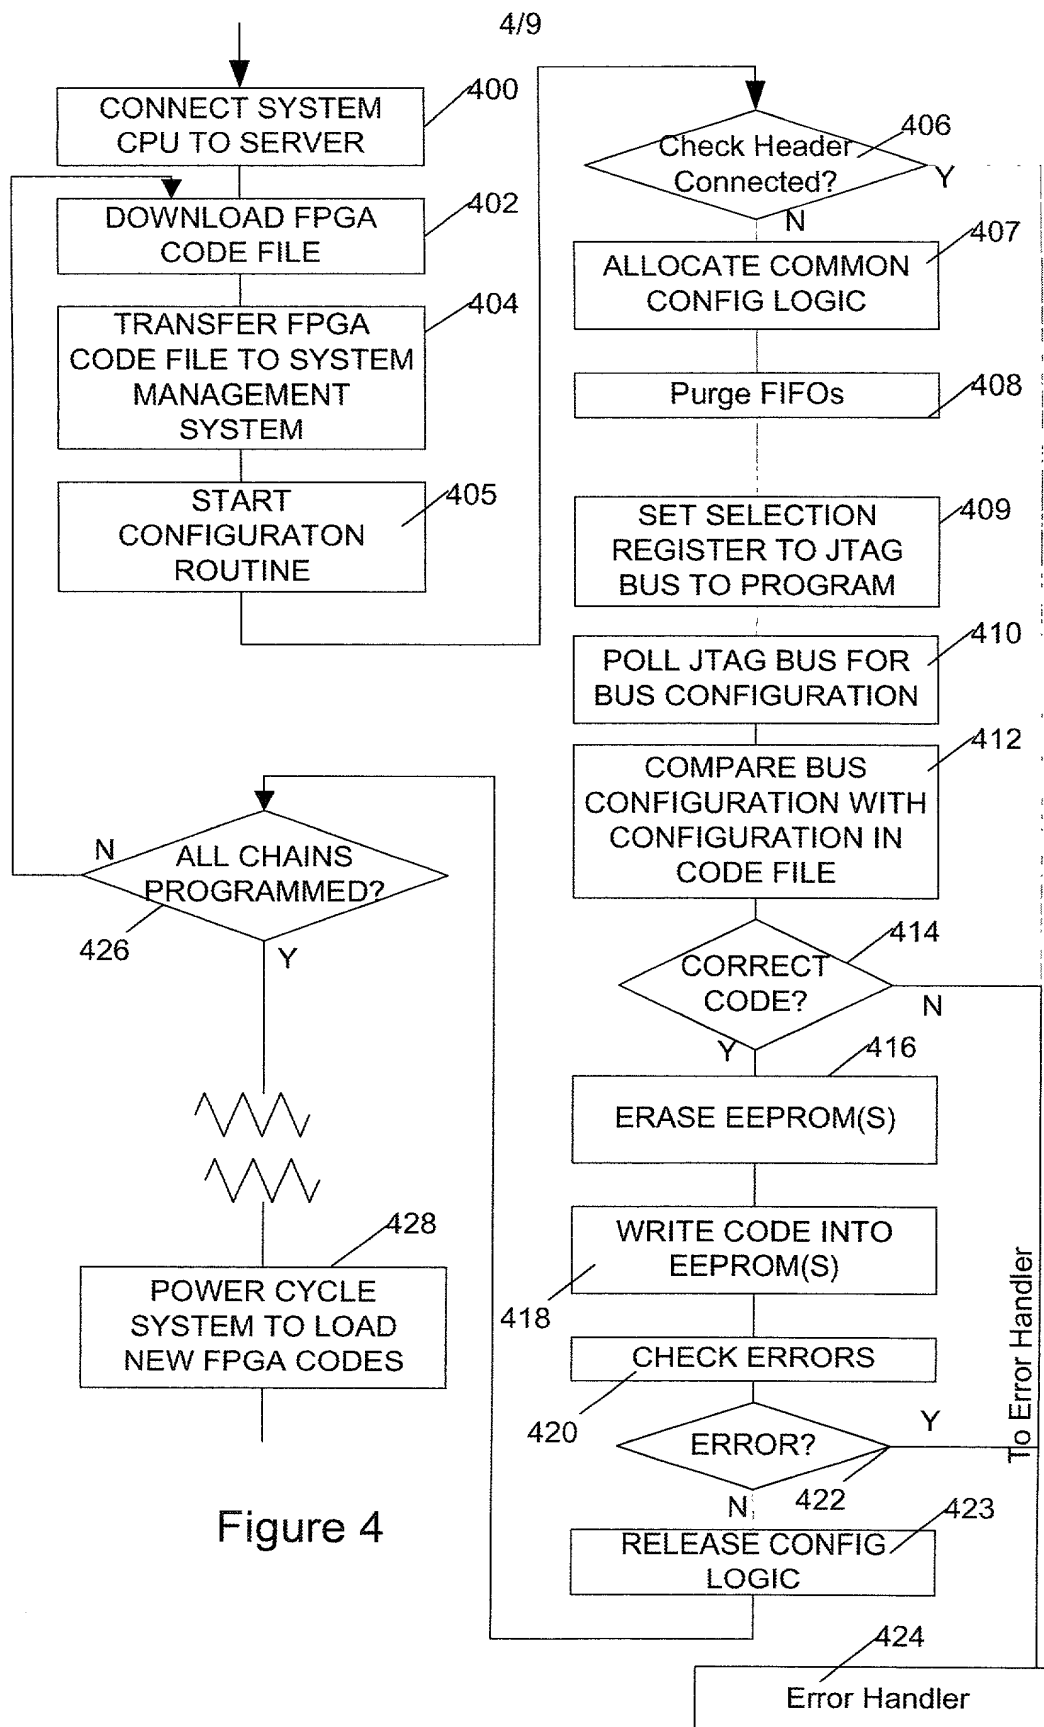 4/9
CONNECT SYSTEM
CPU TO SERVER
400
DOWNLOAD FPGA
CODE FILE
402
TRANSFER FPGA
CODE FILE TO SYSTEM
MANAGEMENT
SYSTEM
404
START
CONFIGURATON
ROUTINE
405
Check Header
Connected?
406
Y
N
ALLOCATE COMMON
CONFIG LOGIC
407
Purge FIFOs
408
SET SELECTION
REGISTER TO JTAG
BUS TO PROGRAM
409
POLL JTAG BUS FOR
BUS CONFIGURATION
410
COMPARE BUS
CONFIGURATION WITH
CONFIGURATION IN
CODE FILE
412
CORRECT
CODE?
414
N
Y
ERASE EEPROM(S)
416
WRITE CODE INTO
EEPROM(S)
418
CHECK ERRORS
420
ERROR?
Y
422
N
RELEASE CONFIG
LOGIC
423
To Error Handler
424
Error Handler
ALL CHAINS
PROGRAMMED?
N
426
Y
428
POWER CYCLE
SYSTEM TO LOAD
NEW FPGA CODES
Figure 4